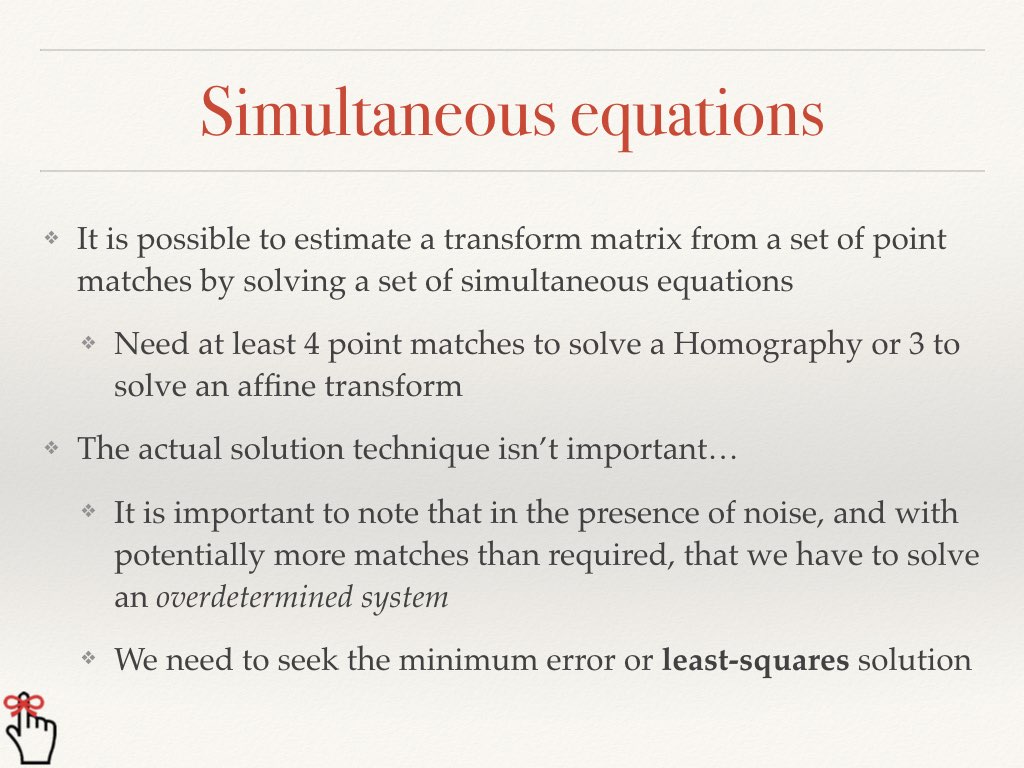 Simultaneous equations
It is possible to estimate a transform matrix from a set of point
matches by solving a set of simultaneous equations
Need at least 4 point matches to solve a Homography or 3 to
solve an affine transform
The actual solution technique isn’t important…
It is important to note that in the presence of noise, and with
potentially more matches than required, that we have to solve
an overdetermined system
We need to seek the minimum error or least-squares solution